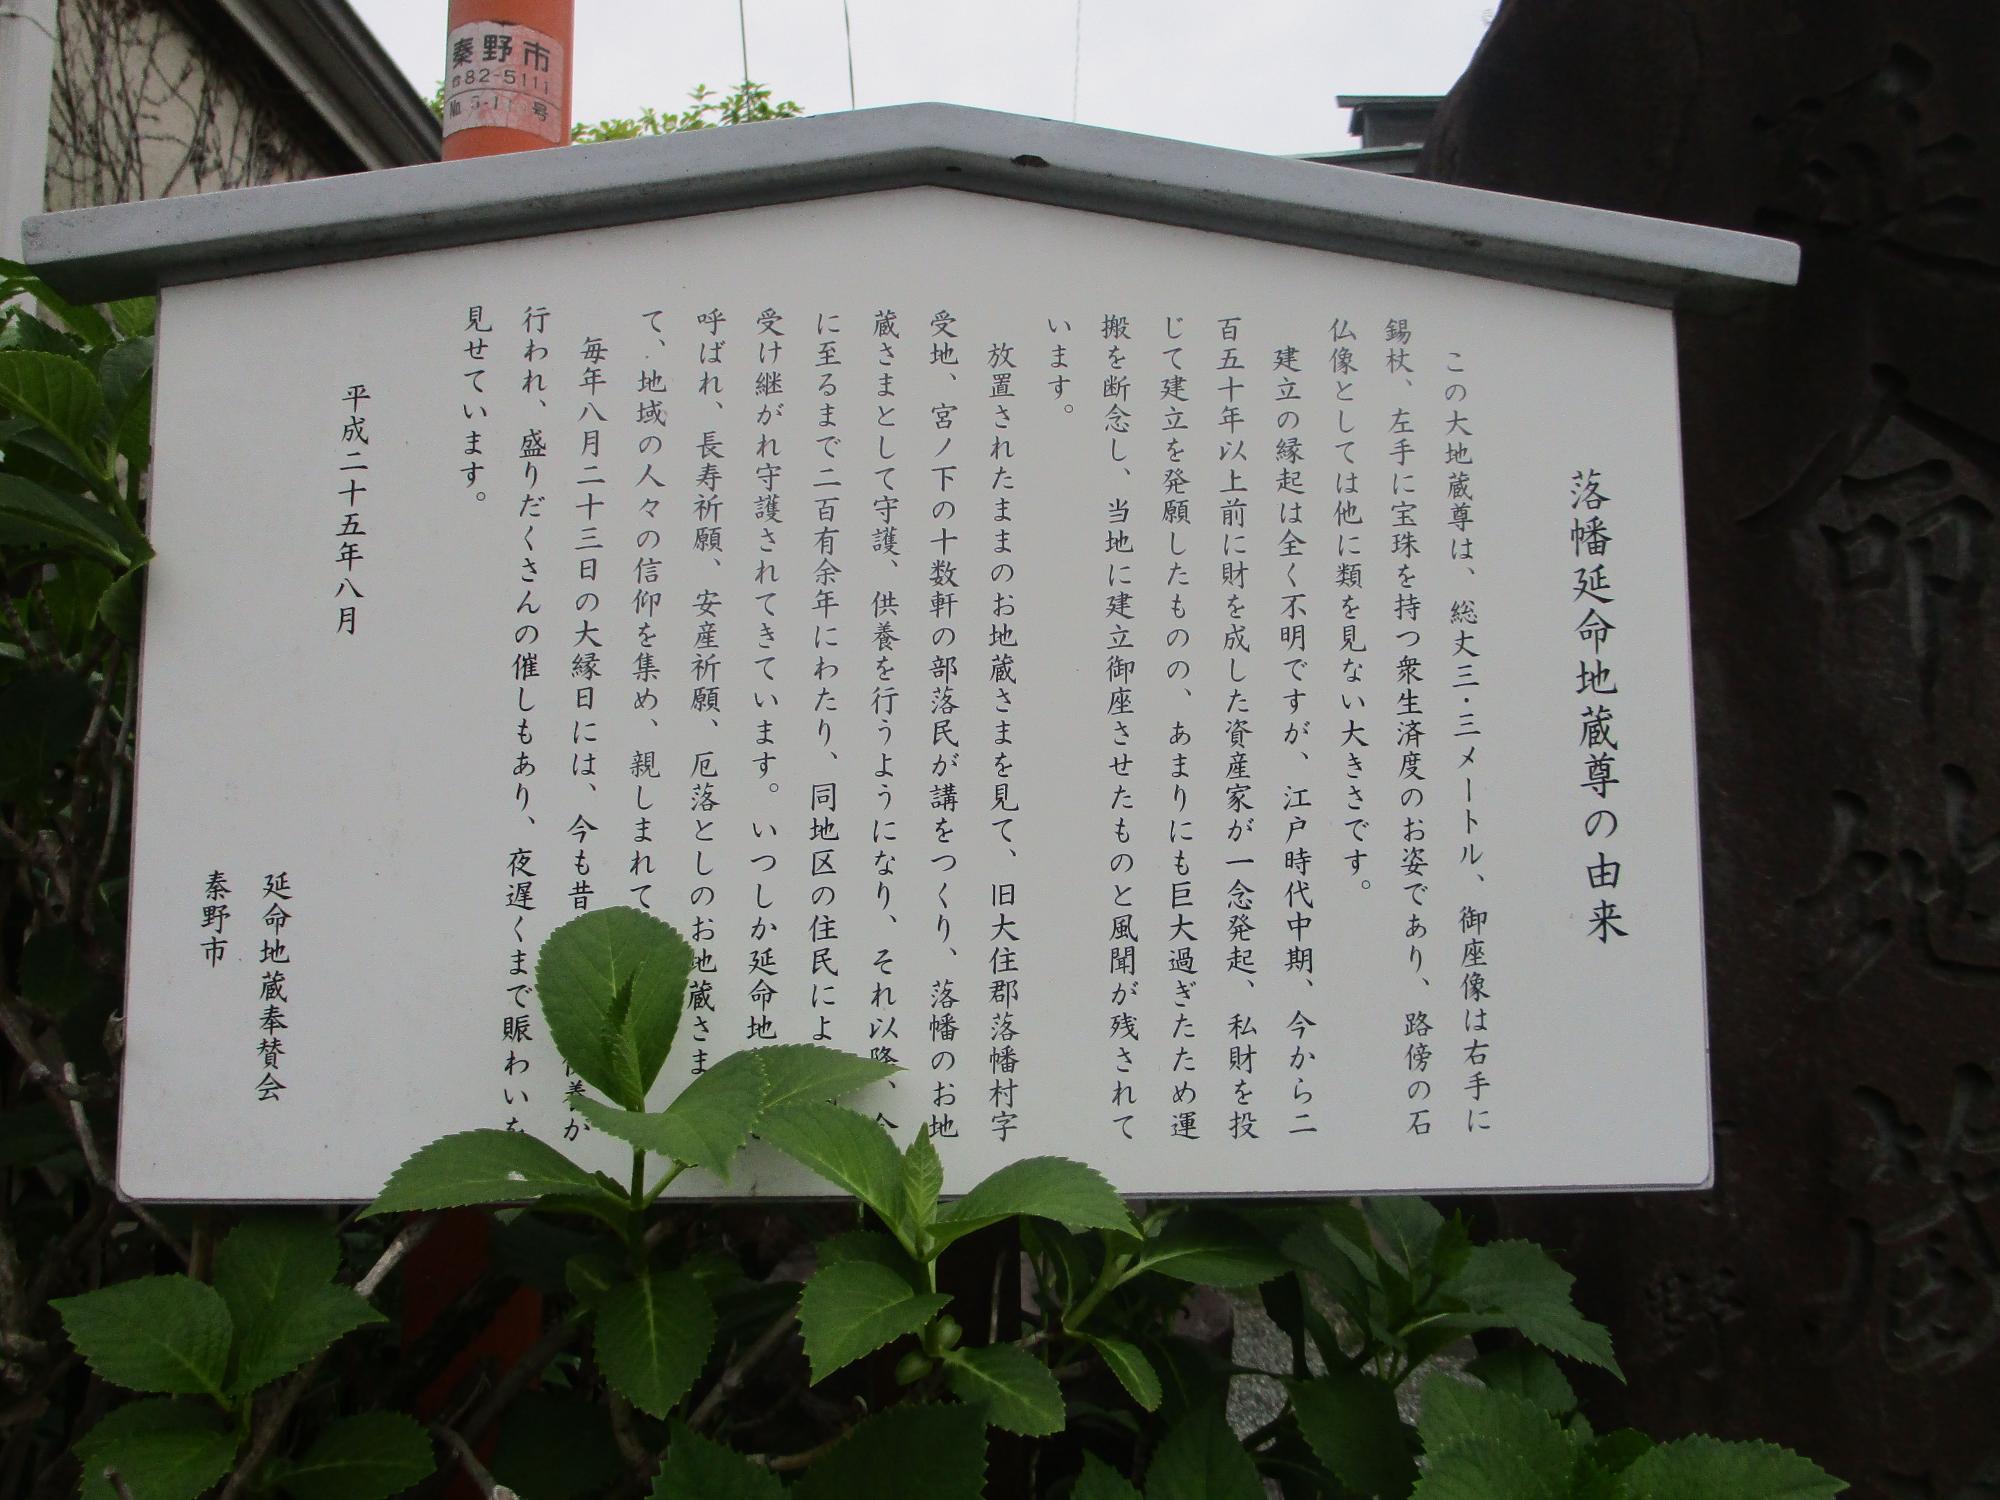 落幡延命地蔵尊の由来
この大地蔵尊は、総丈三・三メートル、御座像は右手に
錫杖、左手に宝珠を持つ衆生済度のお姿であり、路傍の石
仏像としては他に類を見ない大きさです。
建立の縁起は全く不明ですが、江戸時代中期、今から二
百五十年以上前に財を成した資産家が一念発起、私財を投
じて建立を発願したものの、あまりにも巨大過ぎたため運
搬を断念し、当地に建立御座させたものと風聞が残されて
います。
放置されたままのお地蔵さまを見て、旧大住郡落幡村字
受地、宮ノ下の十数軒の部落民が講をつくり、落幡のお地
蔵さまとして守護、供養を行うようになり、それ以降、今
に至るまで二百有余年にわたり、同地区の住民によ
受け継がれ守護されてきています。いつしか延命地
呼ばれ、長寿祈願、安産祈願、厄落としのお地蔵さま
て、地域の人々の信仰を集め、親しまれて
毎年八月二十三日の大縁日には、今も昔 養が
行われ、盛りだくさんの催しもあり、夜遅くまで賑わいを
見せています。
平成二十五年八月
延命地蔵奉賛会
秦野市
秦野市
☎82-5111
号
命
地
蔵